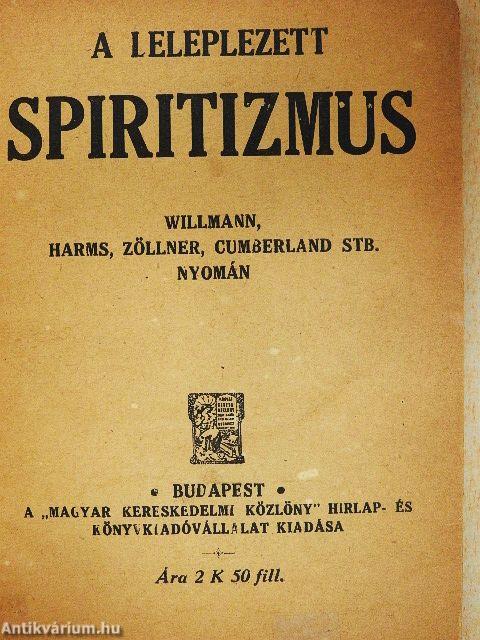 A LELEPLEZETT
SPIRITIZMUS
WILLMANN,
HARMS, ZÖLLNER, CUMBERLAND STB.
NYOMÁN
• BUDAPEST •
A „MAGYAR KERESKEDELMI KÖZLÖNY" HIRLAP- ÉS
KÖNYVKIADÓVÁLLALAT KIADÁSA
Ára 2 K 50 fill.
Antikvárium.hu